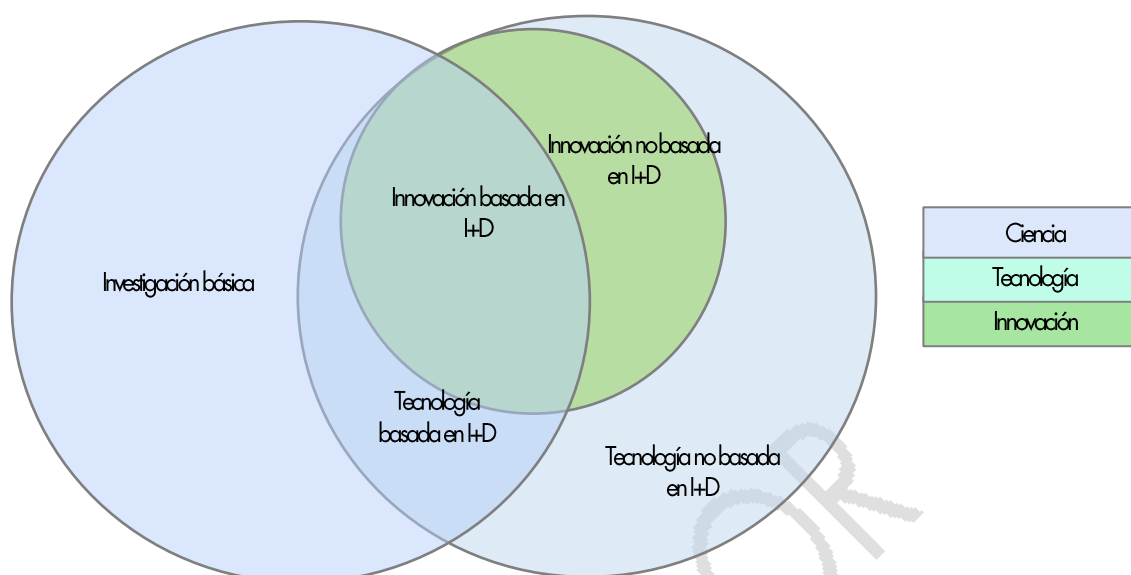 Innovación no basada
en I+D
Innovación basada en
I+D
Investigación básica
Tecnología
basada en I+D
Tecnología no basada
en I+D
Ciencia
Tecnología
Innovación
OR